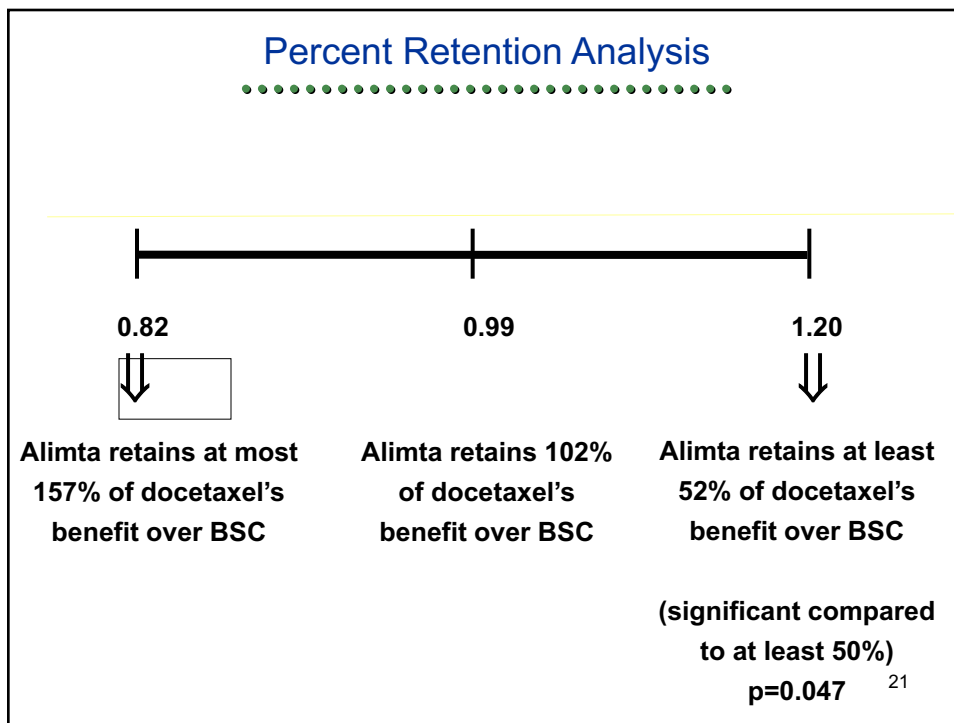 Percent Retention Analysis
0.82
0.99
1.20
⇓
⇓
Alimta retains at most
157% of docetaxel's
benefit over BSC
Alimta retains 102%
of docetaxel's
benefit over BSC
Alimta retains at least
52% of docetaxel's
benefit over BSC
(significant compared
to at least 50%)
p=0.047
21